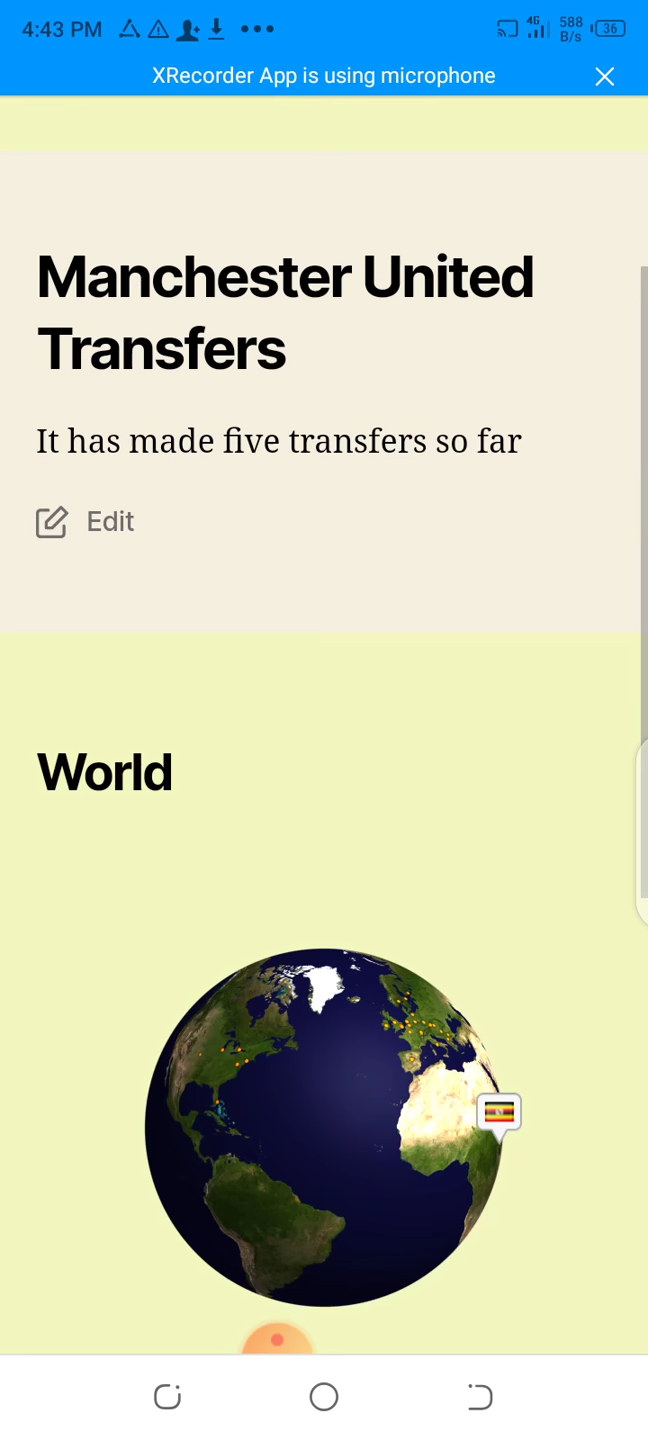 4:43 PM 4G 588 B/s 36
XRecorder App is using microphone
Manchester United
Transfers
It has made five transfers so far
Edit
World